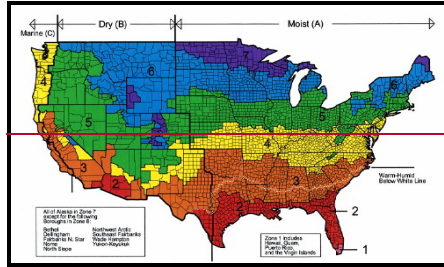 Marine (C)
Dry (B)
Moist (A)
7
6
6
4
5
5
4
3
3
2
2
Warm-Humid
Below White Line
2
1
All of Alaska in Zone 7
except for the following
Boroughs in Zone 8:
Bethel Northwest Arctic
Dellingham Southeast Fairbanks
Fairbanks N. Star Wade Hampton
Nome Yukon-Koyukuk
North Slope
Zone 1 includes
Hawaii, Guam,
Puerto Rico,
and the Virgin Islands